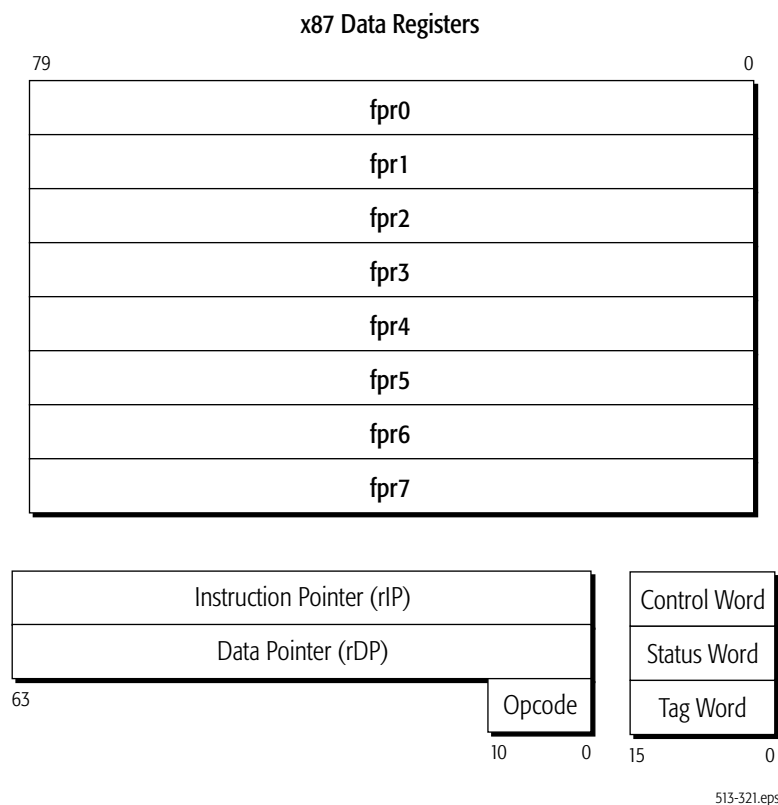 x87 Data Registers
79 0
fpr0
fpr1
fpr2
fpr3
fpr4
fpr5
fpr6
fpr7
Instruction Pointer (rIP) Control Word
Data Pointer (rDP) Status Word
63 Opcode Tag Word
10 0 15 0
513-321.eps